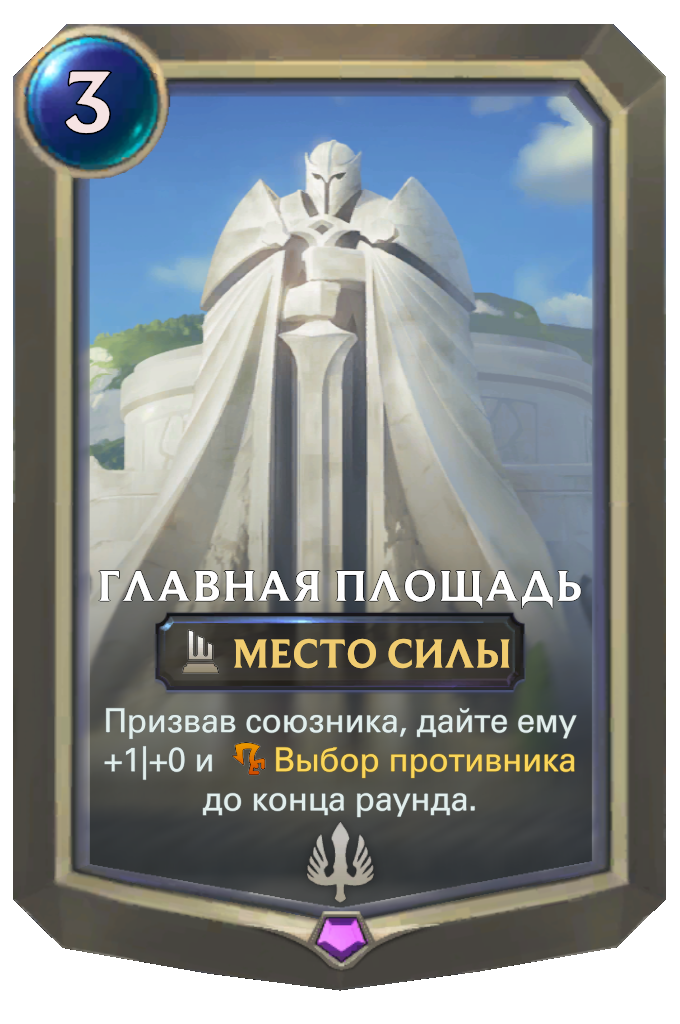 3
ГЛАВНАЯ ПЛОЩАДЬ
МЕСТО СИЛЫ
Призвав союзника, дайте ему
+1|+0 и Выбор противника
до конца раунда.